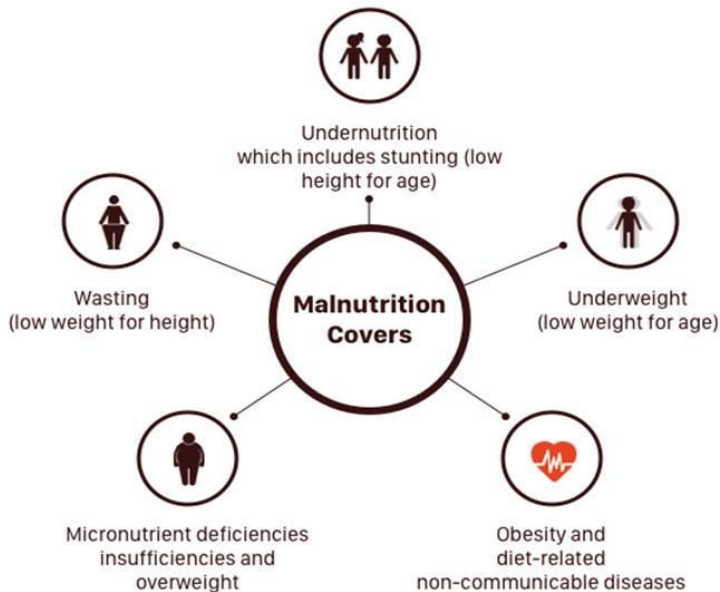 Undernutrition
which includes stunting (low
height for age)
Wasting
(low weight for height)
Underweight
(low weight for age)
Malnutrition
Covers
Micronutrient deficiencies
insufficiencies and
overweight
Obesity and
diet-related
non-communicable diseases